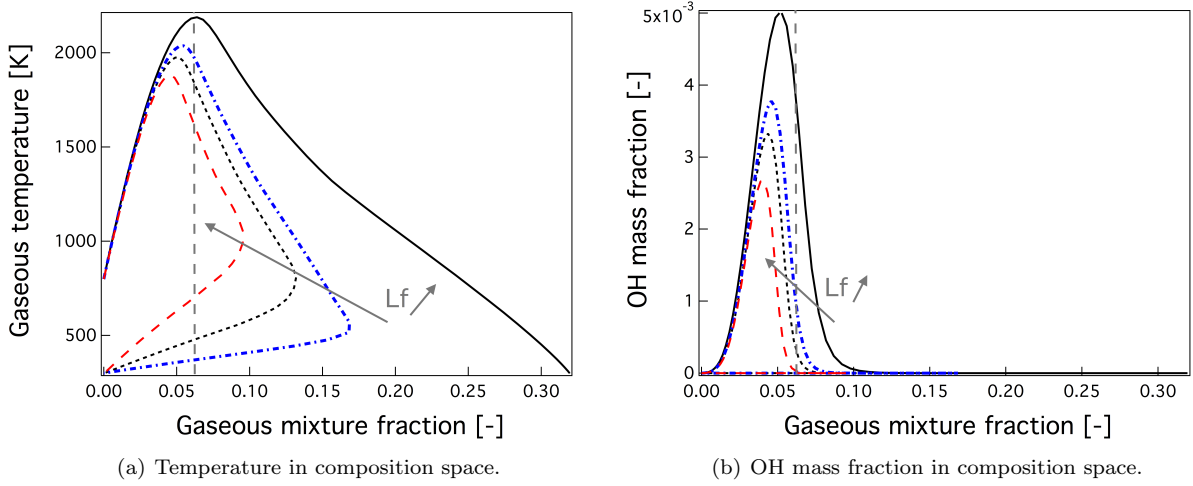 Gaseous temperature [K]
2000
1500
1000
500
0.00 0.05 0.10 0.15 0.20 0.25 0.30
Gaseous mixture fraction [-]
Lf
(a) Temperature in composition space.
OH mass fraction [-]
5x10-3
4
3
2
1
0
0.00 0.05 0.10 0.15 0.20 0.25 0.30
Gaseous mixture fraction [-]
Lf
(b) OH mass fraction in composition space.